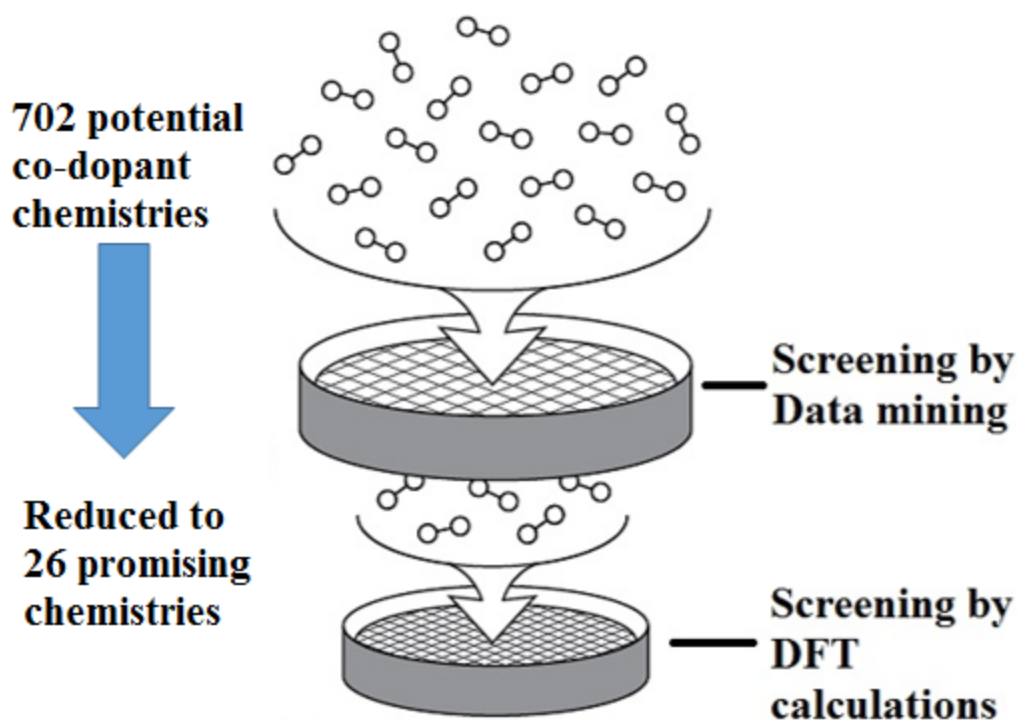 702 potential
co-dopant
chemistries
Screening by
Data mining
Reduced to
26 promising
chemistries
Screening by
DFT
calculations